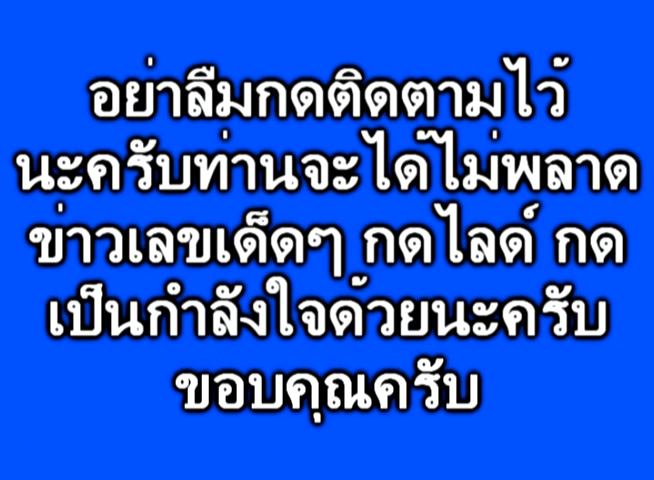 อย่าลืมกดติดตามไว้
นะครับท่านจะได้ไม่พลาด
ข่าวเลขเด็ดๆ กดไลด์ กด
เป็นกำลังใจด้วยนะครับ
ขอบคุณครับ